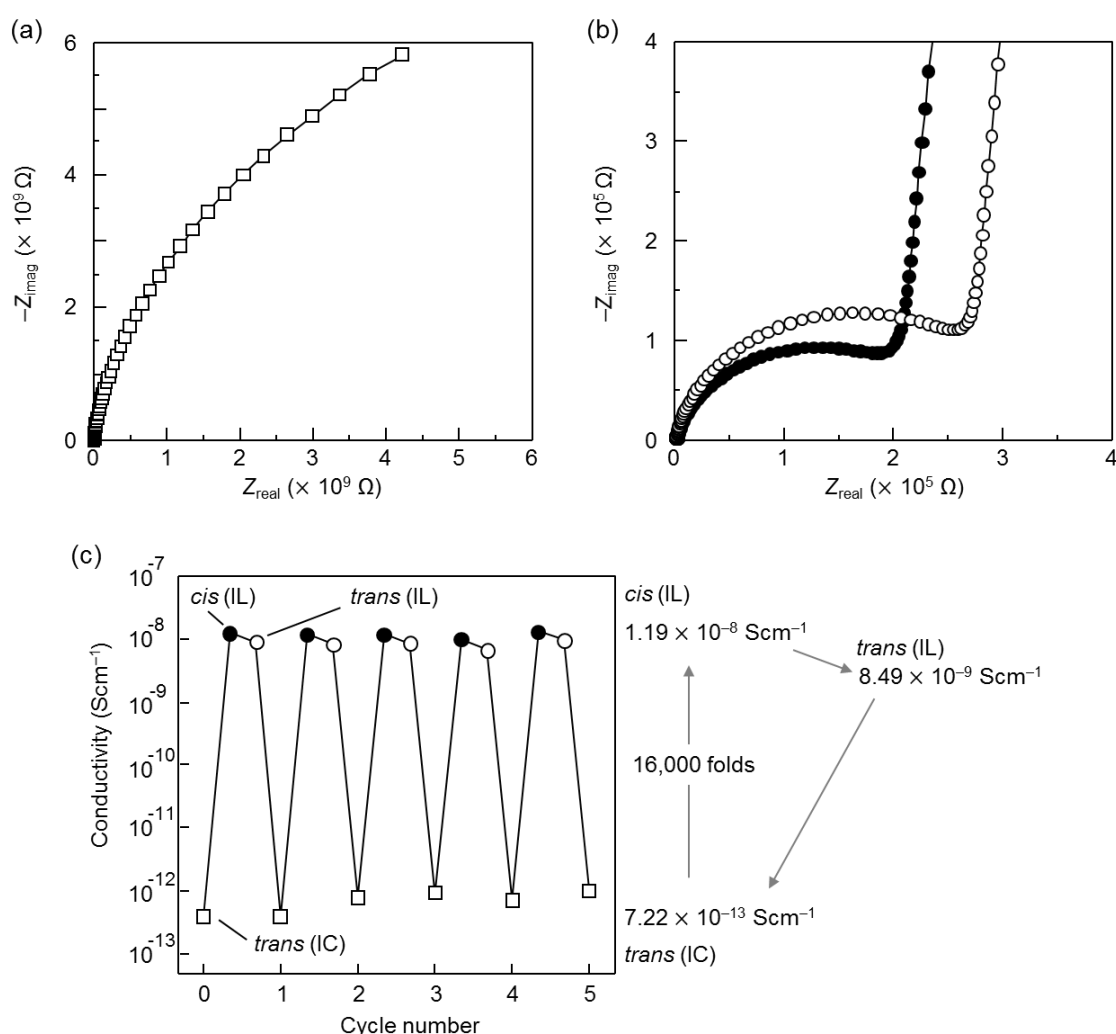 (a)
6
4
2
0
−Z_imag (× 10⁹ Ω)
0 1 2 3 4 5 6
Z_real (× 10⁹ Ω)
(b)
4
3
2
1
0
−Z_imag (× 10⁵ Ω)
0 1 2 3 4
Z_real (× 10⁵ Ω)
(c)
10⁻⁷
10⁻⁸
10⁻⁹
10⁻¹⁰
10⁻¹¹
10⁻¹²
10⁻¹³
Conductivity (Scm⁻¹)
cis (IL)
trans (IL)
trans (IC)
0 1 2 3 4 5
Cycle number
cis (IL)
1.19 × 10⁻⁸ Scm⁻¹
trans (IL)
8.49 × 10⁻⁹ Scm⁻¹
16,000 folds
7.22 × 10⁻¹³ Scm⁻¹
trans (IC)